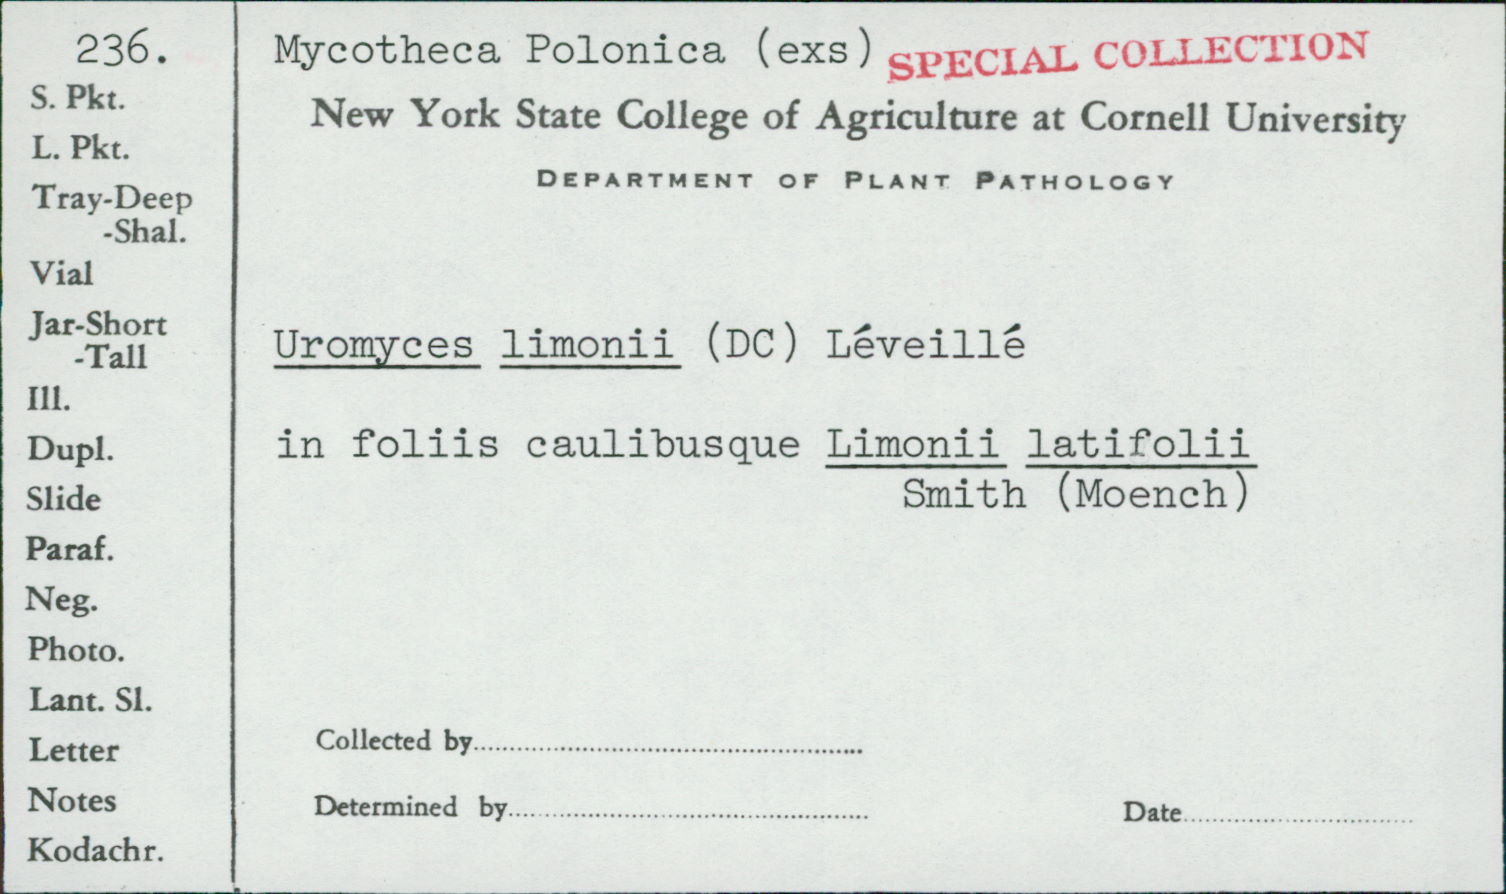 236.
S. Pkt.
L. Pkt.
Tray-Deep
-Shal.
Vial
Jar-Short
-Tall
Ill.
Dupl.
Slide
Paraf.
Neg.
Photo.
Lant. Sl.
Letter
Notes
Kodachr.
Mycotheca Polonica (exs) SPECIAL COLLECTION
New York State College of Agriculture at Cornell University
DEPARTMENT OF PLANT PATHOLOGY
Uromyces limonii (DC) Léveillé
in foliis caulibusque Limonii latifolii
Smith (Moench)
Collected by
Determined by
Date